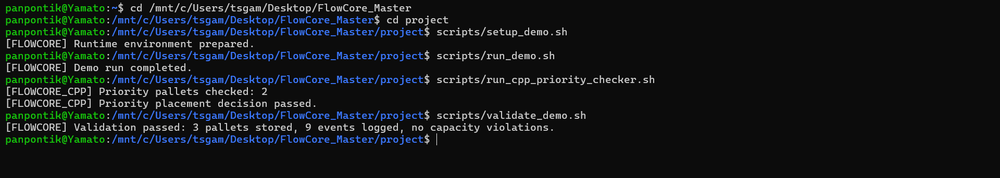 panpontik@Yamato:~$ cd /mnt/c/Users/tsgam/Desktop/FlowCore_Master
panpontik@Yamato:/mnt/c/Users/tsgam/Desktop/FlowCore_Master$ cd project
panpontik@Yamato:/mnt/c/Users/tsgam/Desktop/FlowCore_Master/project$ scripts/setup_demo.sh
[FLOWCORE] Runtime environment prepared.
panpontik@Yamato:/mnt/c/Users/tsgam/Desktop/FlowCore_Master/project$ scripts/run_demo.sh
[FLOWCORE] Demo run completed.
panpontik@Yamato:/mnt/c/Users/tsgam/Desktop/FlowCore_Master/project$ scripts/run_cpp_priority_checker.sh
[FLOWCORE_CPP] Priority pallets checked: 2
[FLOWCORE_CPP] Priority placement decision passed.
panpontik@Yamato:/mnt/c/Users/tsgam/Desktop/FlowCore_Master/project$ scripts/validate_demo.sh
[FLOWCORE] Validation passed: 3 pallets stored, 9 events logged, no capacity violations.
panpontik@Yamato:/mnt/c/Users/tsgam/Desktop/FlowCore_Master/project$